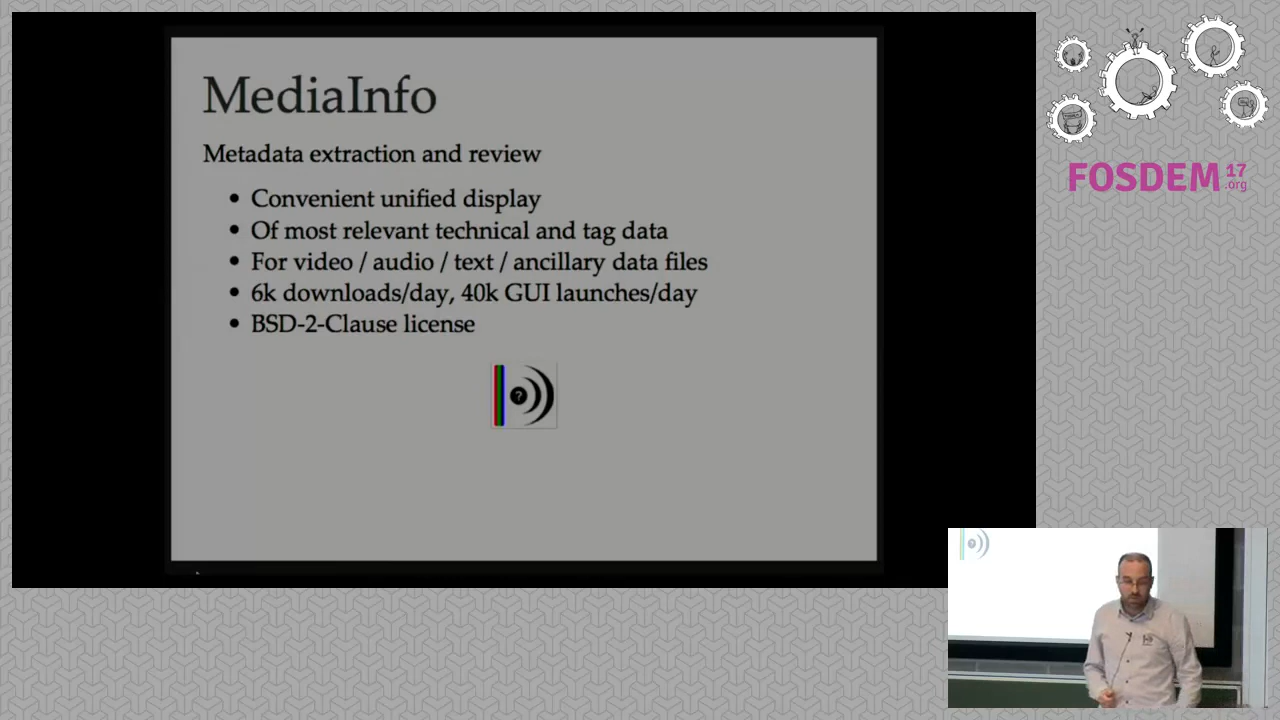 MediaInfo
Metadata extraction and review
• Convenient unified display
• Of most relevant technical and tag data
• For video / audio / text / ancillary data files
• 6k downloads/day, 40k GUI launches/day
• BSD-2-Clause license
?
FOSDEM 17
.org
?